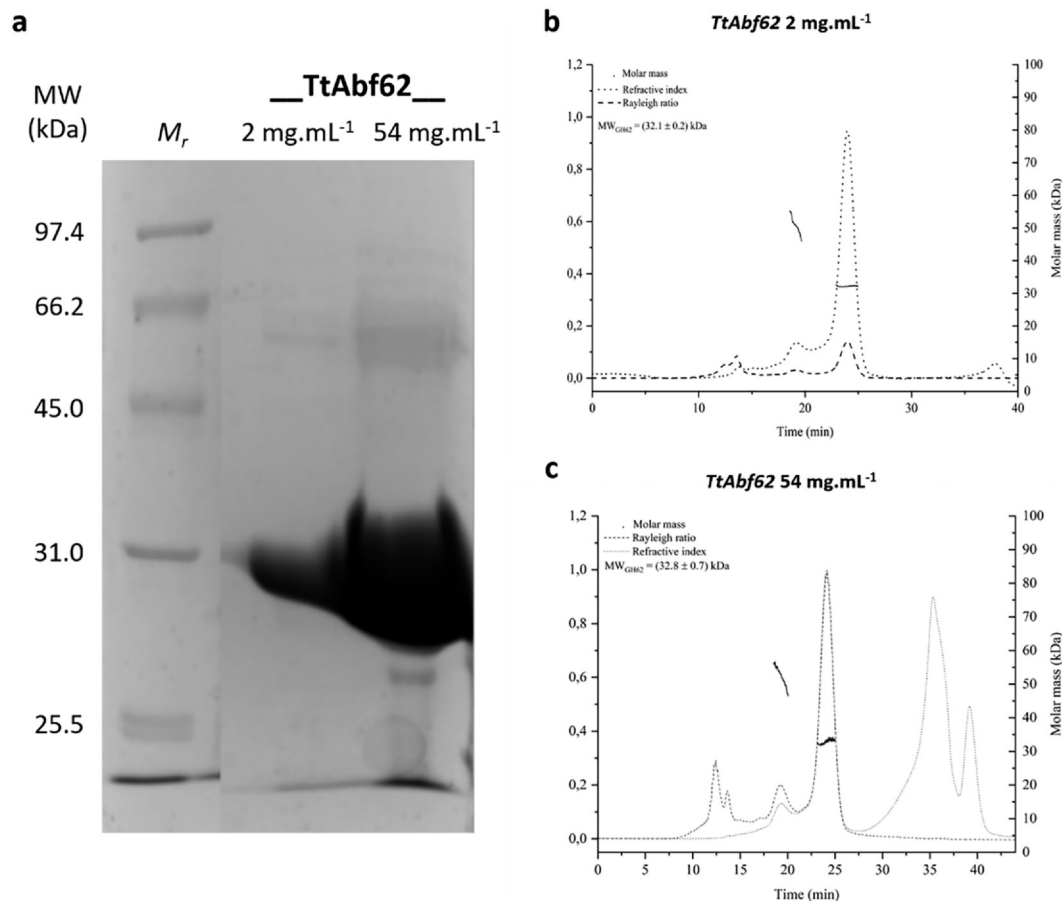 a
MW
(kDa)
__TtAbf62__
Mr
2 mg.mL-1
54 mg.mL-1
97.4
66.2
45.0
31.0
25.5
b
TtAbf62 2 mg.mL-1
Molar mass
Refractive index
Rayleigh ratio
MWGH62 = (32.1 ± 0.2) kDa
1,2
1,0
0,8
0,6
0,4
0,2
0,0
0
10
20
30
40
Time (min)
100
90
80
70
60
50
40
30
20
10
0
Molar mass (kDa)
c
TtAbf62 54 mg.mL-1
Molar mass
Rayleigh ratio
Refractive index
MWGH62 = (32.8 ± 0.7) kDa
1,2
1,0
0,8
0,6
0,4
0,2
0,0
0
5
10
15
20
25
30
35
40
Time (min)
100
90
80
70
60
50
40
30
20
10
0
Molar mass (kDa)